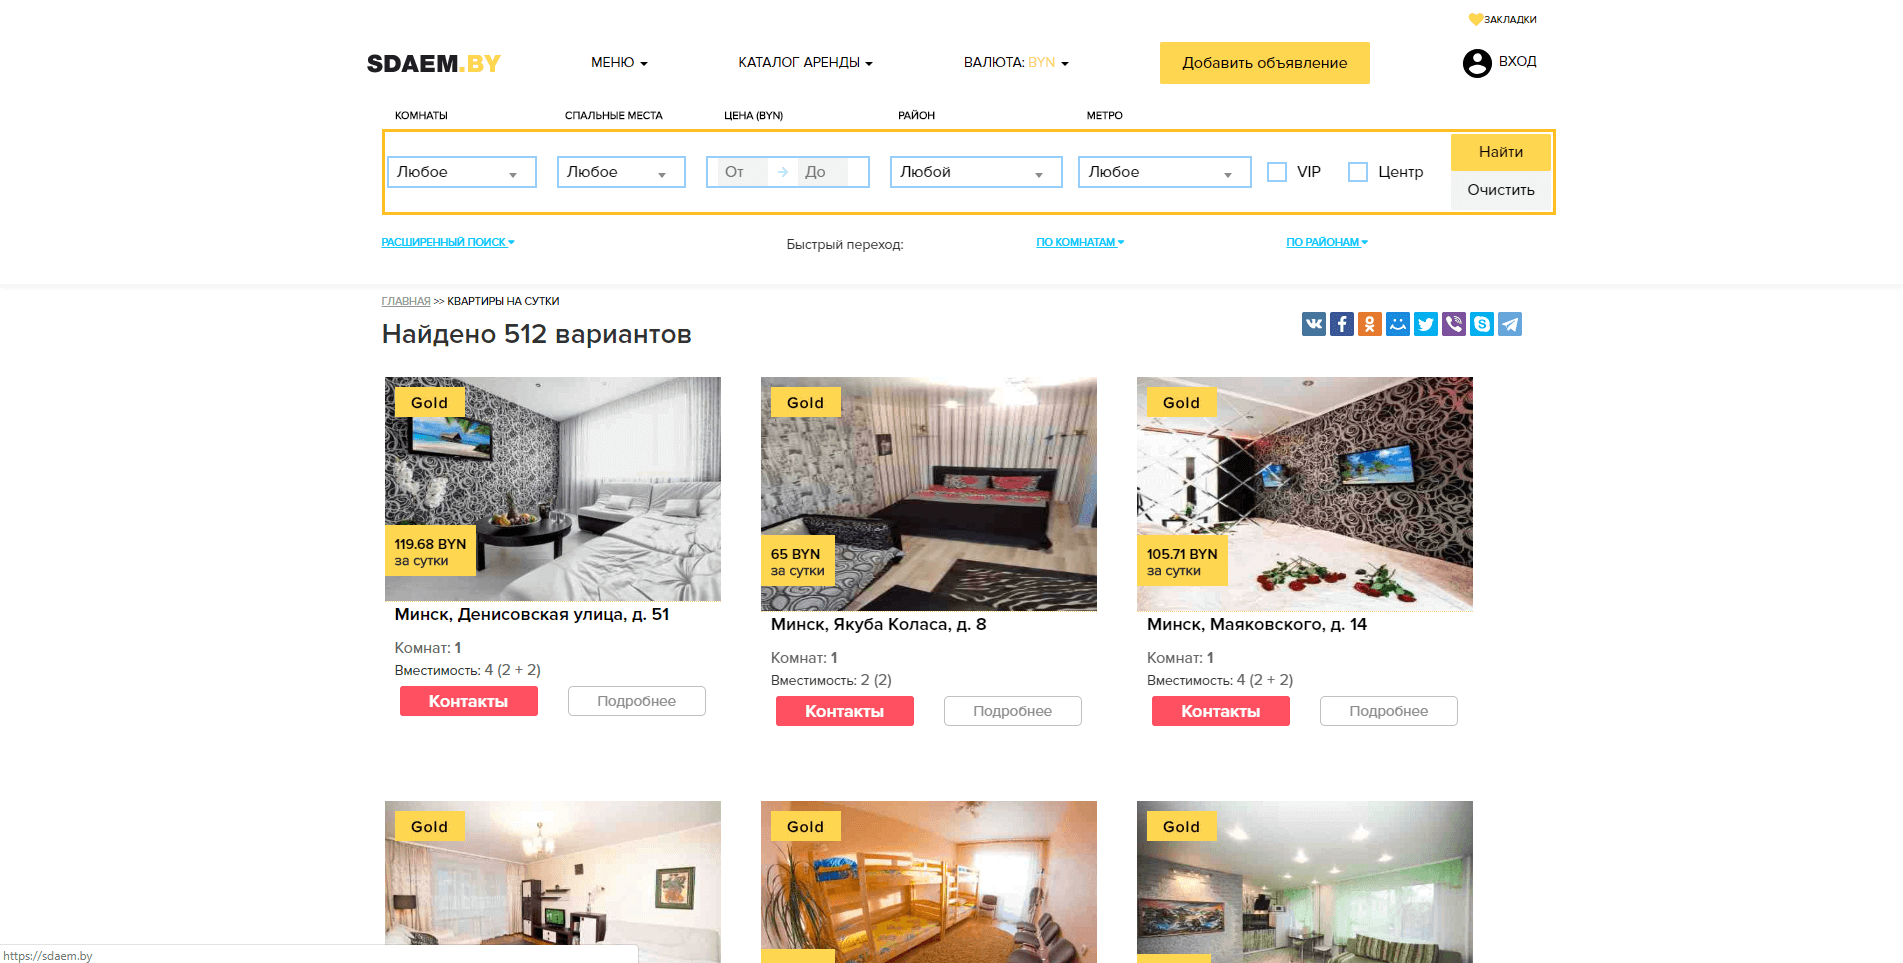 ЗАКЛАДКИ
SDAEM.BY
МЕНЮ
КАТАЛОГ АРЕНДЫ
ВАЛЮТА: BYN
Добавить объявление
ВХОД
КОМНАТЫ
СПАЛЬНЫЕ МЕСТА
ЦЕНА (BYN)
РАЙОН
МЕТРО
Любое
Любое
От
До
Любой
Любое
VIP
Центр
Найти
Очистить
РАСШИРЕННЫЙ ПОИСК
Быстрый переход:
ПО КОМНАТАМ
ПО РАЙОНАМ
ГЛАВНАЯ >> КВАРТИРЫ НА СУТКИ
Найдено 512 вариантов
Gold
119.68 BYN
за сутки
Минск, Денисовская улица, д. 51
Комнат: 1
Вместимость: 4 (2 + 2)
Контакты
Подробнее
Gold
65 BYN
за сутки
Минск, Якуба Коласа, д. 8
Комнат: 1
Вместимость: 2 (2)
Контакты
Подробнее
Gold
105.71 BYN
за сутки
Минск, Маяковского, д. 14
Комнат: 1
Вместимость: 4 (2 + 2)
Контакты
Подробнее
Gold
Gold
Gold
https://sdaem.by